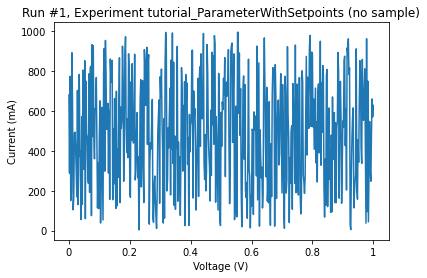 Run #1, Experiment tutorial_ParameterWithSetpoints (no sample)
1000
800
600
400
200
0
Current (mA)
0 0.2 0.4 0.6 0.8 1
Voltage (V)